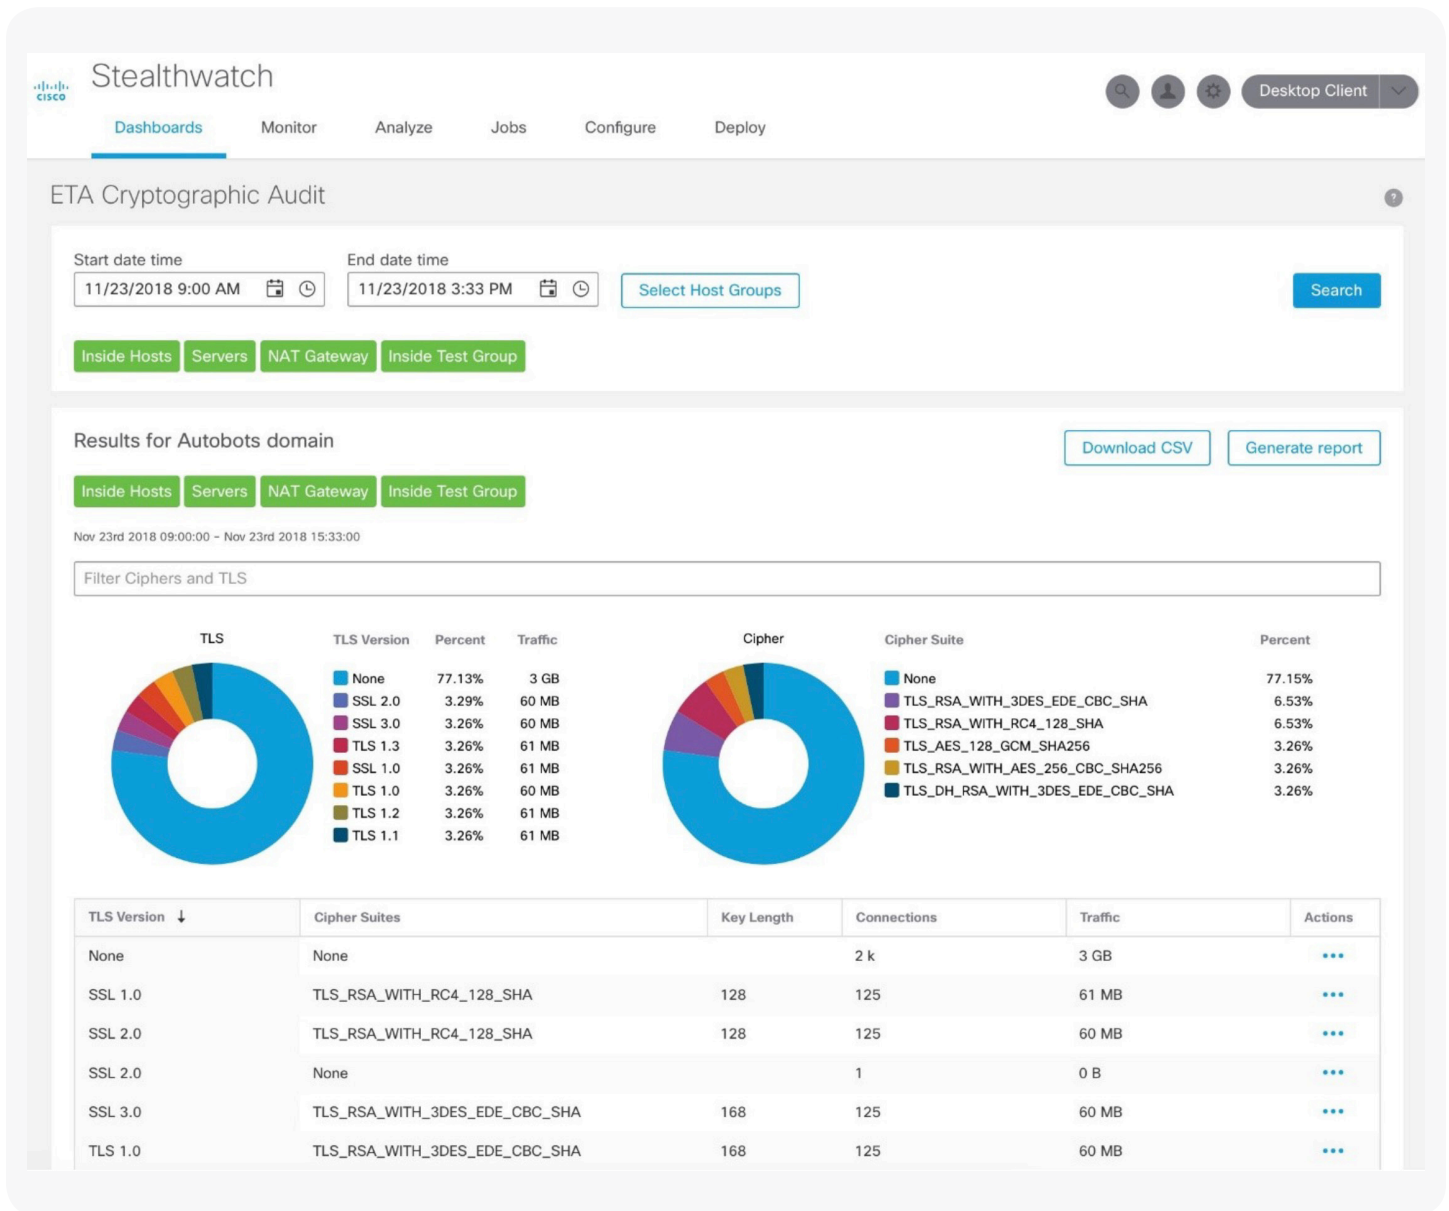 Stealthwatch
CISCO
Desktop Client
Dashboards Monitor Analyze Jobs Configure Deploy
ETA Cryptographic Audit
?
Start date time End date time
11/23/2018 9:00 AM 11/23/2018 3:33 PM Select Host Groups Search
Inside Hosts Servers NAT Gateway Inside Test Group
Results for Autobots domain
Download CSV Generate report
Inside Hosts Servers NAT Gateway Inside Test Group
Nov 23rd 2018 09:00:00 - Nov 23rd 2018 15:33:00
Filter Ciphers and TLS
TLS
TLS Version Percent Traffic
None 77.13% 3 GB
SSL 2.0 3.29% 60 MB
SSL 3.0 3.26% 60 MB
TLS 1.3 3.26% 61 MB
SSL 1.0 3.26% 61 MB
TLS 1.0 3.26% 60 MB
TLS 1.2 3.26% 61 MB
TLS 1.1 3.26% 61 MB
Cipher
Cipher Suite Percent
None 77.15%
TLS_RSA_WITH_3DES_EDE_CBC_SHA 6.53%
TLS_RSA_WITH_RC4_128_SHA 6.53%
TLS_AES_128_GCM_SHA256 3.26%
TLS_RSA_WITH_AES_256_CBC_SHA256 3.26%
TLS_DH_RSA_WITH_3DES_EDE_CBC_SHA 3.26%
TLS Version ↓ Cipher Suites Key Length Connections Traffic Actions
None None 2 k 3 GB
SSL 1.0 TLS_RSA_WITH_RC4_128_SHA 128 125 61 MB
SSL 2.0 TLS_RSA_WITH_RC4_128_SHA 128 125 60 MB
SSL 2.0 None 1 0 B
SSL 3.0 TLS_RSA_WITH_3DES_EDE_CBC_SHA 168 125 60 MB
TLS 1.0 TLS_RSA_WITH_3DES_EDE_CBC_SHA 168 125 60 MB